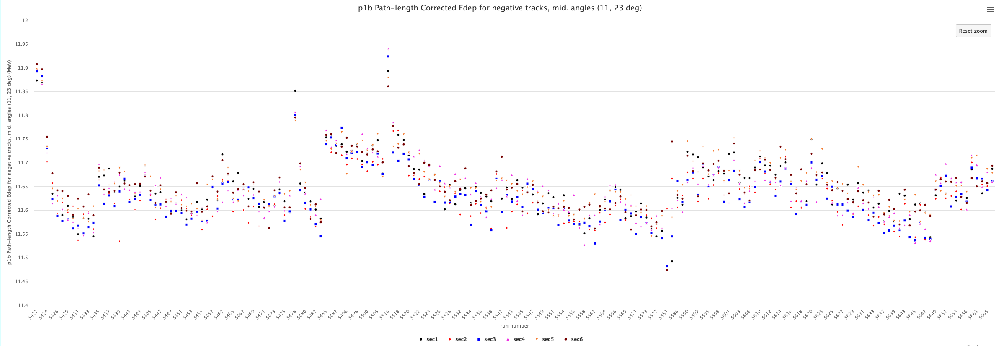 p1b Path-length Corrected Edep for negative tracks, mid. angles (11, 23 deg)
Reset zoom
p1b Path-length Corrected Edep for negative tracks, mid. angles (11, 23 deg) (MeV)
12
11.95
11.9
11.85
11.8
11.75
11.7
11.65
11.6
11.55
11.5
11.45
11.4
5422 5424 5426 5429 5431 5433 5435 5437 5439 5441 5443 5445 5447 5449 5451 5453 5455 5457 5462 5465 5467 5469 5471 5473 5475 5478 5480 5482 5485 5487 5496 5498 5500 5505 5516 5518 5520 5522 5524 5526 5528 5532 5534 5536 5538 5541 5543 5545 5547 5549 5551 5554 5556 5558 5561 5564 5566 5569 5571 5573 5577 5581 5586 5590 5592 5595 5598 5601 5603 5606 5610 5612 5614 5616 5618 5620 5623 5625 5627 5629 5631 5633 5637 5639 5643 5645 5647 5649 5651 5654 5656 5663 5665
run number
sec1 sec2 sec3 sec4 sec5 sec6